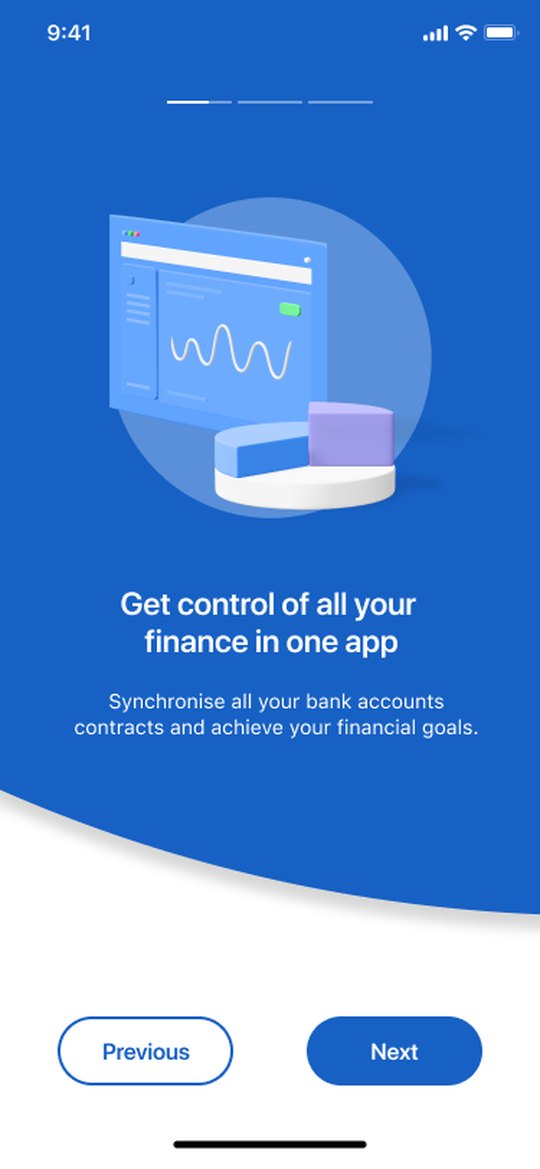 9:41
Get control of all your
finance in one app
Synchronise all your bank accounts
contracts and achieve your financial goals.
Previous
Next